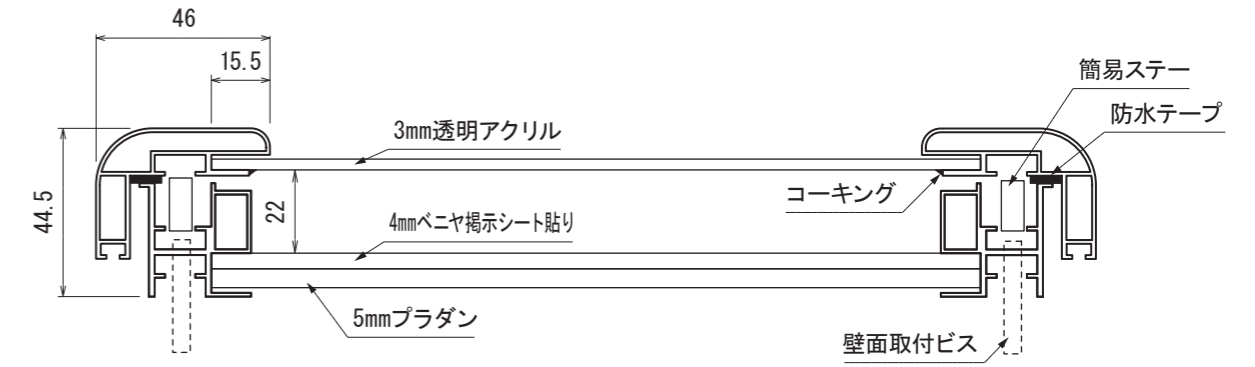 46
15.5
簡易ステー
防水テープ
3mm透明アクリル
コーキング
44.5
22
4mmベニヤ掲示シート貼り
5mmプラダン
壁面取付ビス